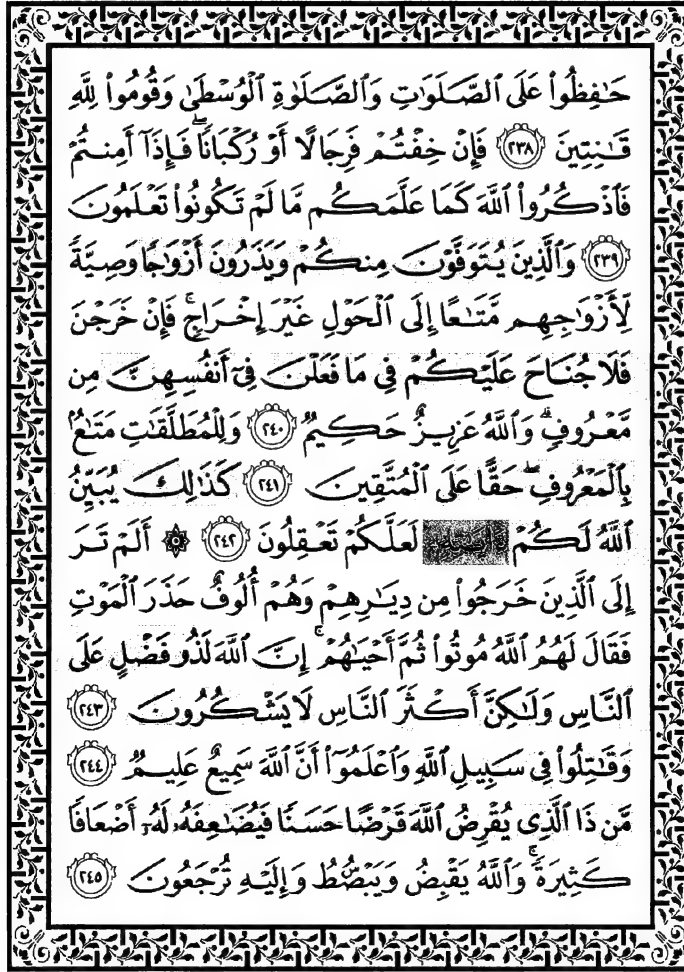 حَٰفِظُوا۟ عَلَى ٱلصَّلَوَٰتِ وَٱلصَّلَوٰةِ ٱلْوُسْطَىٰ وَقُومُوا۟ لِلَّهِ
قَٰنِتِينَ ٢٣٨ فَإِنْ خِفْتُمْ فَرِجَالًا أَوْ رُكْبَانًا ۖ فَإِذَآ أَمِنتُمْ
فَٱذْكُرُوا۟ ٱللَّهَ كَمَا عَلَّمَكُم مَّا لَمْ تَكُونُوا۟ تَعْلَمُونَ
٢٣٩ وَٱلَّذِينَ يُتَوَفَّوْنَ مِنكُمْ وَيَذَرُونَ أَزْوَٰجًا وَصِيَّةً
لِّأَزْوَٰجِهِم مَّتَٰعًا إِلَى ٱلْحَوْلِ غَيْرَ إِخْرَاجٍ ۚ فَإِنْ خَرَجْنَ
فَلَا جُنَاحَ عَلَيْكُمْ فِى مَا فَعَلْنَ فِىٓ أَنفُسِهِنَّ مِن
مَّعْرُوفٍ ۗ وَٱللَّهُ عَزِيزٌ حَكِيمٌ ٢٤٠ وَلِلْمُطَلَّقَٰتِ مَتَٰعٌۢ
بِٱلْمَعْرُوفِ ۖ حَقًّا عَلَى ٱلْمُتَّقِينَ ٢٤١ كَذَٰلِكَ يُبَيِّنُ
ٱللَّهُ لَكُمْ لَعَلَّكُمْ تَعْقِلُونَ ٢٤٢ ۞ أَلَمْ تَرَ
إِلَى ٱلَّذِينَ خَرَجُوا۟ مِن دِيَٰرِهِمْ وَهُمْ أُلُوفٌ حَذَرَ ٱلْمَوْتِ
فَقَالَ لَهُمُ ٱللَّهُ مُوتُوا۟ ثُمَّ أَحْيَٰهُمْ ۚ إِنَّ ٱللَّهَ لَذُو فَضْلٍ عَلَى
ٱلنَّاسِ وَلَٰكِنَّ أَكْثَرَ ٱلنَّاسِ لَا يَشْكُرُونَ ٢٤٣
وَقَٰتِلُوا۟ فِى سَبِيلِ ٱللَّهِ وَٱعْلَمُوٓا۟ أَنَّ ٱللَّهَ سَمِيعٌ عَلِيمٌ ٢٤٤
مَّن ذَا ٱلَّذِى يُقْرِضُ ٱللَّهَ قَرْضًا حَسَنًا فَيُضَٰعِفَهُۥ لَهُۥٓ أَضْعَافًا
كَثِيرَةً ۚ وَٱللَّهُ يَقْبِضُ وَيَبْصُۜطُ وَإِلَيْهِ تُرْجَعُونَ ٢٤٥